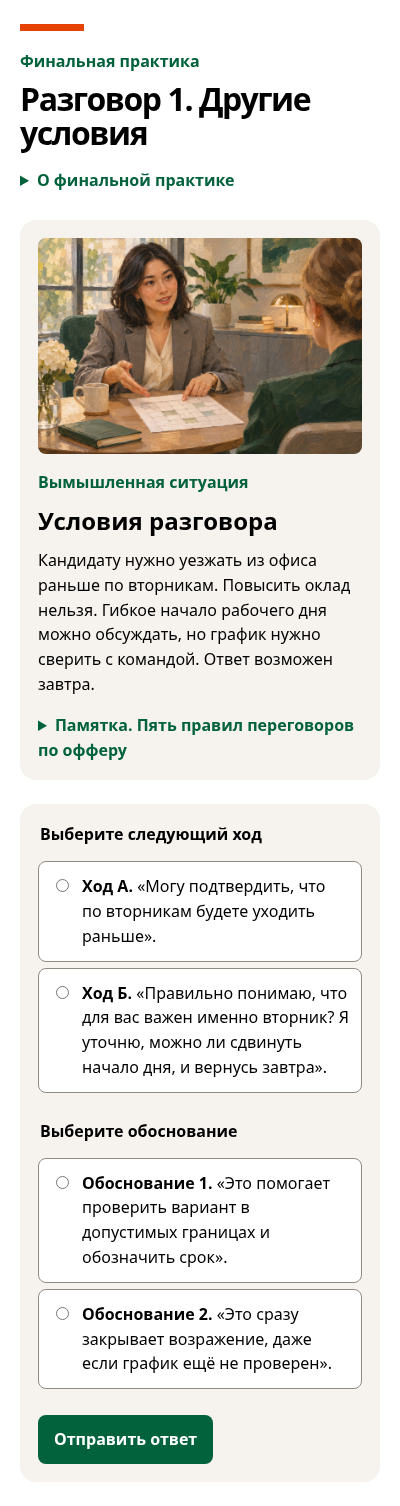 Финальная практика
Разговор 1. Другие
условия
О финальной практике
Вымышленная ситуация
Условия разговора
Кандидату нужно уезжать из офиса
раньше по вторникам. Повысить оклад
нельзя. Гибкое начало рабочего дня
можно обсуждать, но график нужно
сверить с командой. Ответ возможен
завтра.
Памятка. Пять правил переговоров
по офферу
Выберите следующий ход
Ход А. «Могу подтвердить, что
по вторникам будете уходить
раньше».
Ход Б. «Правильно понимаю, что
для вас важен именно вторник? Я
уточню, можно ли сдвинуть
начало дня, и вернусь завтра».
Выберите обоснование
Обоснование 1. «Это помогает
проверить вариант в
допустимых границах и
обозначить срок».
Обоснование 2. «Это сразу
закрывает возражение, даже
если график ещё не проверен».
Отправить ответ